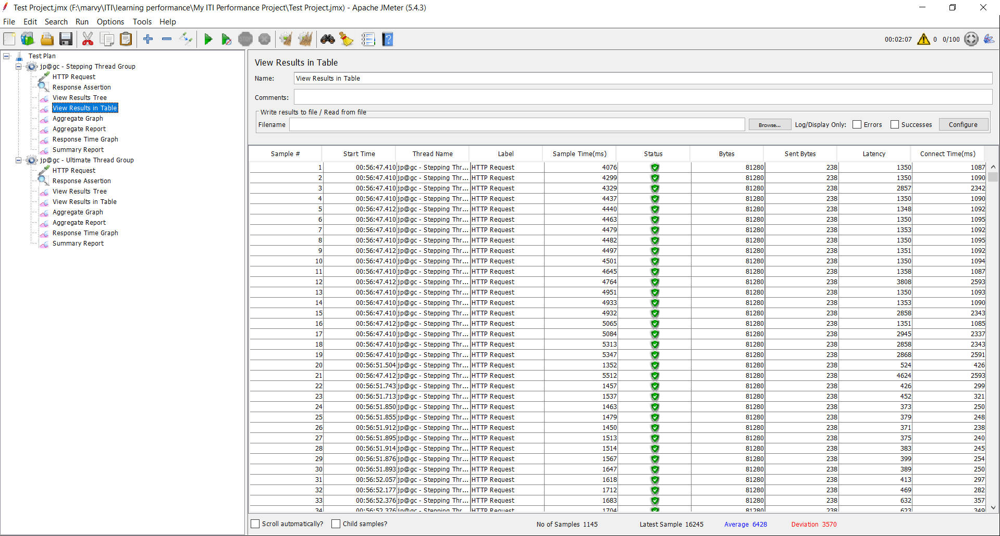 Test Project.jmx (F:\marvy\ITI\learning performance\My ITI Performance Project\Test Project.jmx) - Apache JMeter (5.4.3)
File Edit Search Run Options Tools Help
STOP
00:02:07 0 0/100
Test Plan
jp@gc - Stepping Thread Group
HTTP Request
Response Assertion
View Results Tree
View Results in Table
Aggregate Graph
Aggregate Report
Response Time Graph
Summary Report
jp@gc - Ultimate Thread Group
HTTP Request
Response Assertion
View Results Tree
View Results in Table
Aggregate Graph
Aggregate Report
Response Time Graph
Summary Report
View Results in Table
Name: View Results in Table
Comments:
Write results to file / Read from file
Filename Browse... Log/Display Only: Errors Successes Configure
Sample # Start Time Thread Name Label Sample Time(ms) Status Bytes Sent Bytes Latency Connect Time(ms)
1 00:56:47.410 jp@gc - Stepping Thr... HTTP Request 4076 81280 238 1350 1087
2 00:56:47.410 jp@gc - Stepping Thr... HTTP Request 4299 81280 238 1350 1090
3 00:56:47.410 jp@gc - Stepping Thr... HTTP Request 4329 81280 238 2857 2342
4 00:56:47.410 jp@gc - Stepping Thr... HTTP Request 4437 81280 238 1350 1090
5 00:56:47.412 jp@gc - Stepping Thr... HTTP Request 4440 81280 238 1348 1092
6 00:56:47.410 jp@gc - Stepping Thr... HTTP Request 4463 81280 238 1350 1095
7 00:56:47.410 jp@gc - Stepping Thr... HTTP Request 4479 81280 238 1353 1092
8 00:56:47.410 jp@gc - Stepping Thr... HTTP Request 4482 81280 238 1350 1095
9 00:56:47.412 jp@gc - Stepping Thr... HTTP Request 4497 81280 238 1351 1092
10 00:56:47.410 jp@gc - Stepping Thr... HTTP Request 4501 81280 238 1350 1094
11 00:56:47.410 jp@gc - Stepping Thr... HTTP Request 4645 81280 238 1358 1087
12 00:56:47.412 jp@gc - Stepping Thr... HTTP Request 4764 81280 238 3808 2593
13 00:56:47.410 jp@gc - Stepping Thr... HTTP Request 4951 81280 238 1350 1093
14 00:56:47.410 jp@gc - Stepping Thr... HTTP Request 4933 81280 238 1353 1090
15 00:56:47.410 jp@gc - Stepping Thr... HTTP Request 4932 81280 238 2858 2343
16 00:56:47.412 jp@gc - Stepping Thr... HTTP Request 5065 81280 238 1351 1085
17 00:56:47.410 jp@gc - Stepping Thr... HTTP Request 5084 81280 238 2945 2337
18 00:56:47.410 jp@gc - Stepping Thr... HTTP Request 5313 81280 238 2858 2343
19 00:56:47.410 jp@gc - Stepping Thr... HTTP Request 5347 81280 238 2868 2591
20 00:56:51.504 jp@gc - Stepping Thr... HTTP Request 1352 81280 238 524 426
21 00:56:47.412 jp@gc - Stepping Thr... HTTP Request 5512 81280 238 4624 2593
22 00:56:51.743 jp@gc - Stepping Thr... HTTP Request 1457 81280 238 426 299
23 00:56:51.713 jp@gc - Stepping Thr... HTTP Request 1537 81280 238 452 321
24 00:56:51.850 jp@gc - Stepping Thr... HTTP Request 1463 81280 238 373 250
25 00:56:51.855 jp@gc - Stepping Thr... HTTP Request 1479 81280 238 379 248
26 00:56:51.912 jp@gc - Stepping Thr... HTTP Request 1450 81280 238 371 238
27 00:56:51.895 jp@gc - Stepping Thr... HTTP Request 1513 81280 238 375 240
28 00:56:51.914 jp@gc - Stepping Thr... HTTP Request 1514 81280 238 383 245
29 00:56:51.876 jp@gc - Stepping Thr... HTTP Request 1567 81280 238 399 254
30 00:56:51.893 jp@gc - Stepping Thr... HTTP Request 1647 81280 238 389 250
31 00:56:52.057 jp@gc - Stepping Thr... HTTP Request 1618 81280 238 413 297
32 00:56:52.177 jp@gc - Stepping Thr... HTTP Request 1712 81280 238 469 282
33 00:56:52.376 jp@gc - Stepping Thr... HTTP Request 1683 81280 238 632 357
34 00:56:52.376 jp@gc - Stepping Thr... HTTP Request 1704 81280 238 623 349
Scroll automatically? Child samples? No of Samples 1145 Latest Sample 16245 Average 6428 Deviation 3570